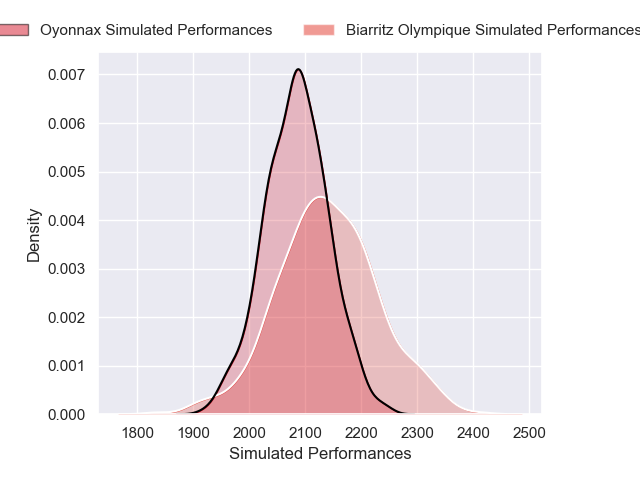 Oyonnax Simulated Performances
Biarritz Olympique Simulated Performances
0.007
0.006
0.005
0.004
0.003
0.002
0.001
0.000
Density
1800 1900 2000 2100 2200 2300 2400 2500
Simulated Performances